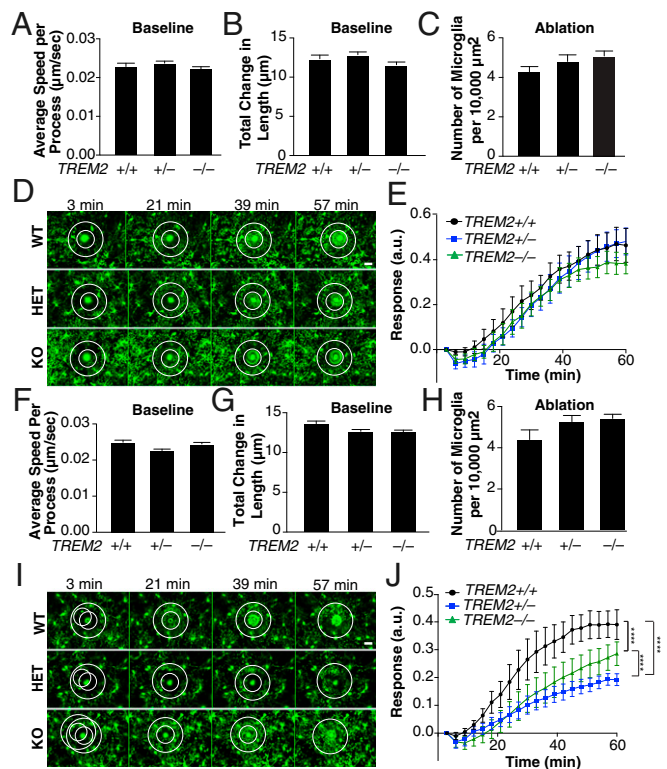 A
Baseline
Average Speed per
Process (µm/sec)
0.03
0.02
0.01
0.00
TREM2 +/+ +/– –/–
B
Baseline
Total Change in
Length (µm)
15
10
5
0
+/+ +/– –/–
C
Ablation
Number of Microglia
per 10,000 µm2
6
4
2
0
TREM2 +/+ +/– –/–
D
3 min 21 min 39 min 57 min
WT
HET
KO
E
TREM2+/+
TREM2+/–
TREM2–/–
Response (a.u.)
0.6
0.4
0.2
0.0
20 40 60
Time (min)
F
Baseline
Average Speed Per
Process (µm/sec)
0.03
0.02
0.01
0.00
TREM2 +/+ +/– –/–
G
Baseline
Total Change in
Length (µm)
15
10
5
0
+/+ +/– –/–
H
Ablation
Number of Microglia
per 10,000 µm2
6
4
2
0
TREM2 +/+ +/– –/–
I
3 min 21 min 39 min 57 min
WT
HET
KO
J
TREM2+/+
TREM2+/–
TREM2–/–
Response (a.u.)
0.5
0.4
0.3
0.2
0.1
0.0
20 40 60
Time (min)
****
****
****